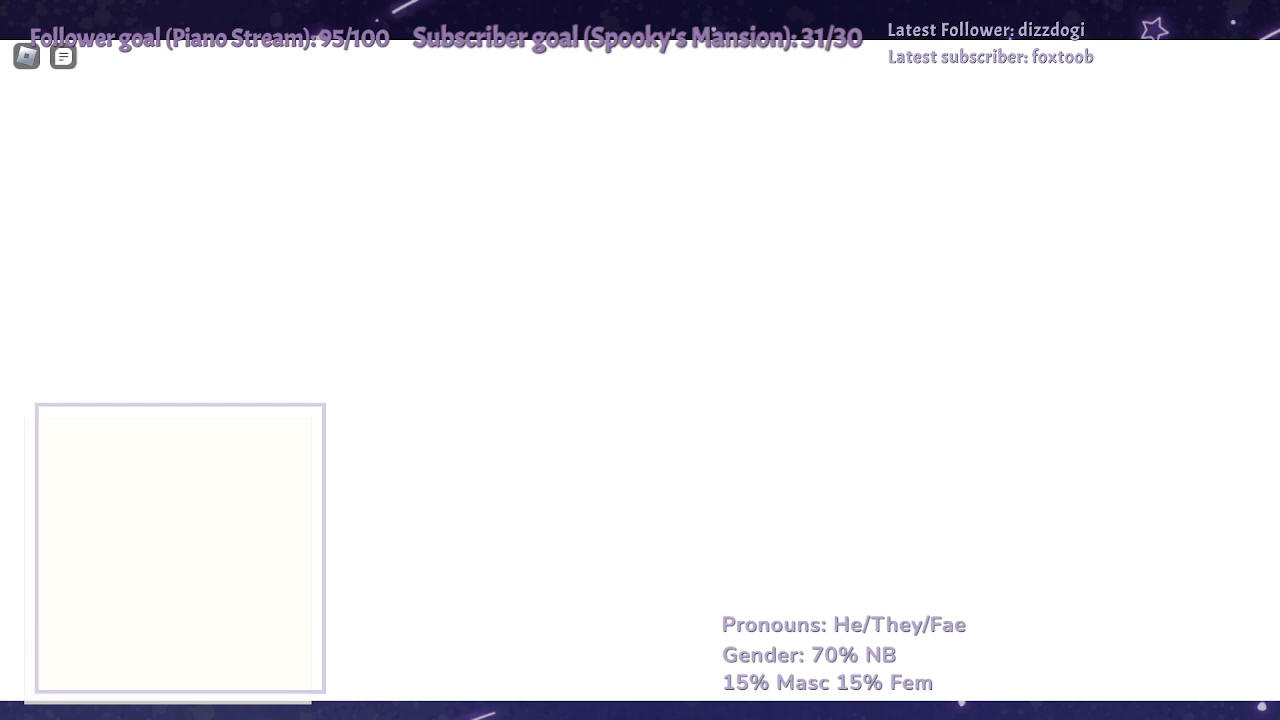 Follower goal (Piano Stream): 95/100
Subscriber goal (Spooky's Mansion): 31/30
Latest Follower: dizzdogi
Latest subscriber: foxtoob
Pronouns: He/They/Fae
Gender: 70% NB
15% Masc 15% Fem